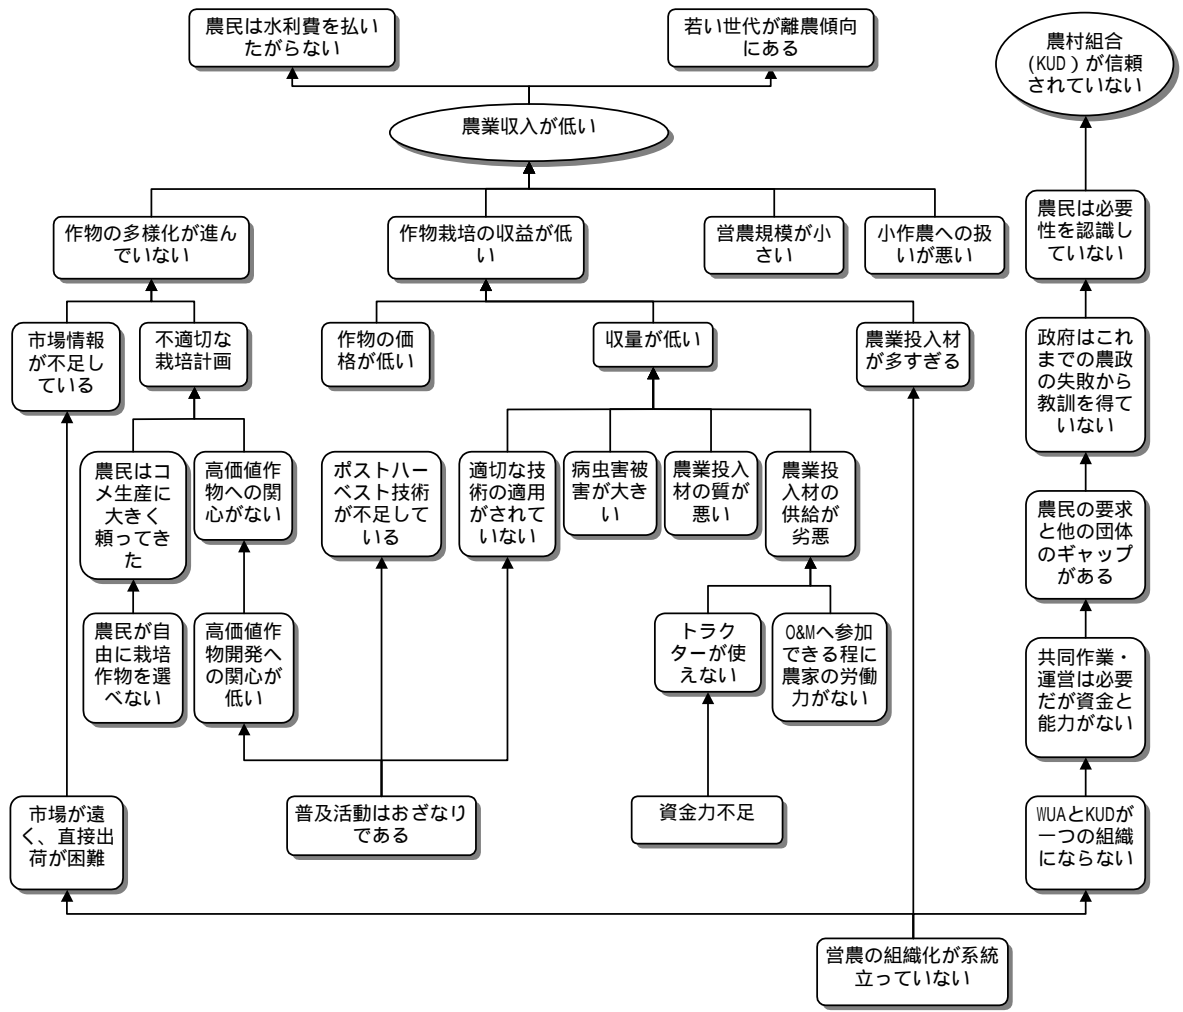 農民は水利費を払い
たがらない
若い世代が離農傾向
にある
農村組合
(KUD）が信頼
されていない
農業収入が低い
作物の多様化が進ん
でいない
作物栽培の収益が低
い
営農規模が小
さい
小作農への扱
いが悪い
農民は必要
性を認識し
ていない
市場情報
が不足し
ている
不適切な
栽培計画
作物の価
格が低い
収量が低い
農業投入材
が多すぎる
政府はこれ
までの農政
の失敗から
教訓を得て
いない
農民はコ
メ生産に
大きく
頼ってき
た
高価値作
物への関
心がない
ポストハー
ベスト技術
が不足して
いる
適切な技
術の適用
がされて
いない
病虫害被
害が大き
い
農業投入
材の質が
悪い
農業投
入材の
供給が
劣悪
農民の要求
と他の団体
のギャップ
がある
農民が自
由に栽培
作物を選
べない
高価値作
物開発へ
の関心が
低い
トラク
ターが使
えない
O&Mへ参加
できる程に
農家の労働
力がない
共同作業・
運営は必要
だが資金と
能力がない
市場が遠
く、直接出
荷が困難
普及活動はおざなり
である
資金力不足
WUAとKUDが
一つの組織
にならない
営農の組織化が系統
立っていない